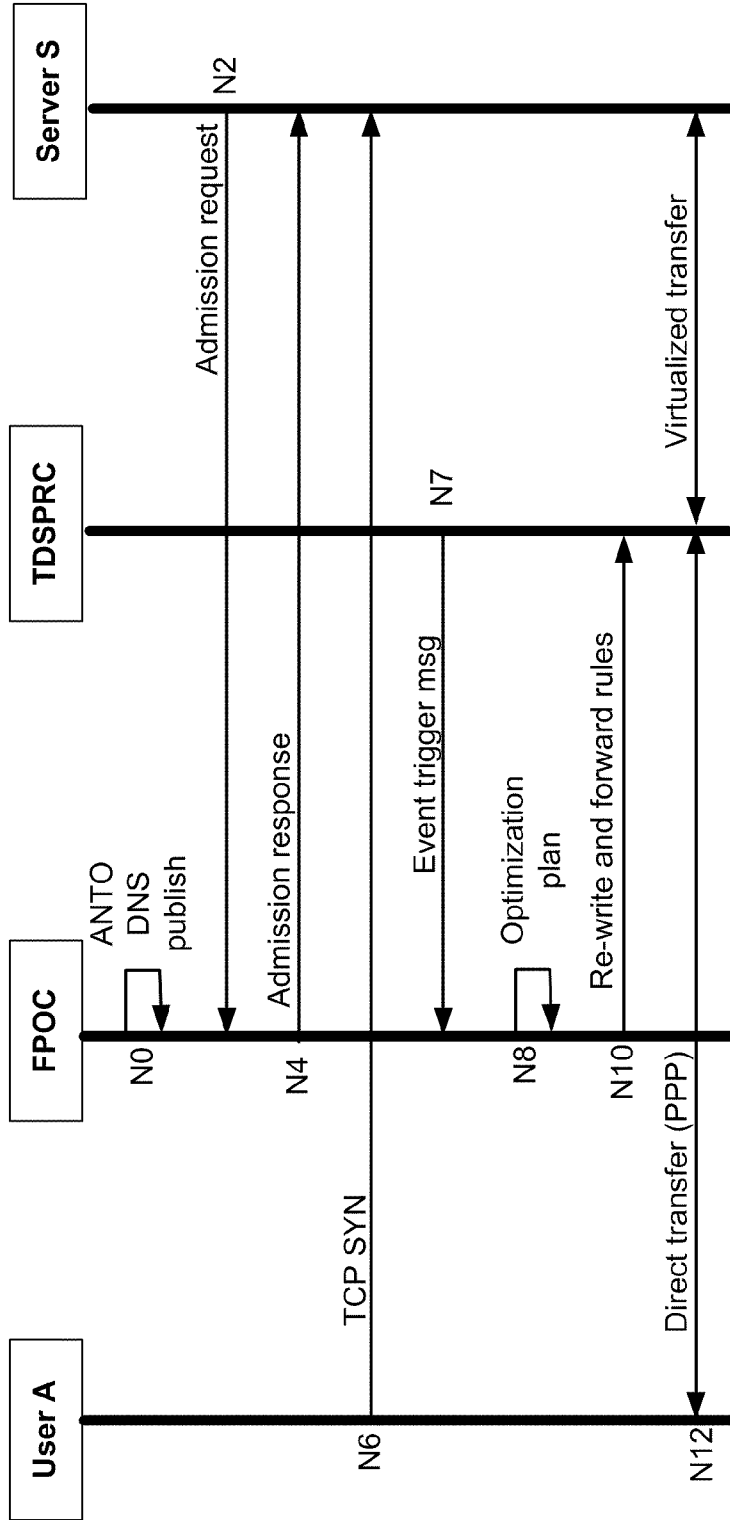 User A
FPOC
TDSPRC
Server S
N0
ANTO
DNS
publish
Admission request
N2
N4
Admission response
N6
TCP SYN
Event trigger msg
N7
N8
Optimization
plan
N10
Re-write and forward rules
N12
Direct transfer (PPP)
Virtualized transfer